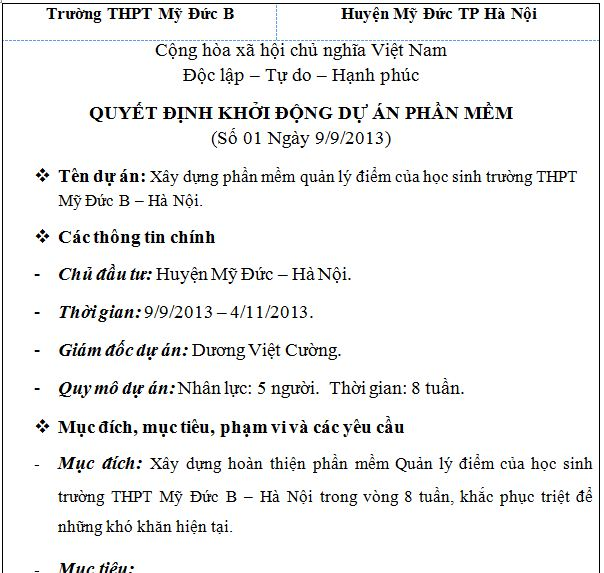 Trường THPT Mỹ Đức B Huyện Mỹ Đức TP Hà Nội
Cộng hòa xã hội chủ nghĩa Việt Nam
Độc lập – Tự do – Hạnh phúc
QUYẾT ĐỊNH KHỞI ĐỘNG DỰ ÁN PHẦN MỀM
(Số 01 Ngày 9/9/2013)
❖ Tên dự án: Xây dựng phần mềm quản lý điểm của học sinh trường THPT
Mỹ Đức B – Hà Nội.
❖ Các thông tin chính
- Chủ đầu tư: Huyện Mỹ Đức – Hà Nội.
- Thời gian: 9/9/2013 – 4/11/2013.
- Giám đốc dự án: Dương Việt Cường.
- Quy mô dự án: Nhân lực: 5 người. Thời gian: 8 tuần.
❖ Mục đích, mục tiêu, phạm vi và các yêu cầu
- Mục đích: Xây dựng hoàn thiện phần mềm Quản lý điểm của học sinh
trường THPT Mỹ Đức B – Hà Nội trong vòng 8 tuần, khắc phục triệt để
những khó khăn hiện tại.
- Mục tiêu: